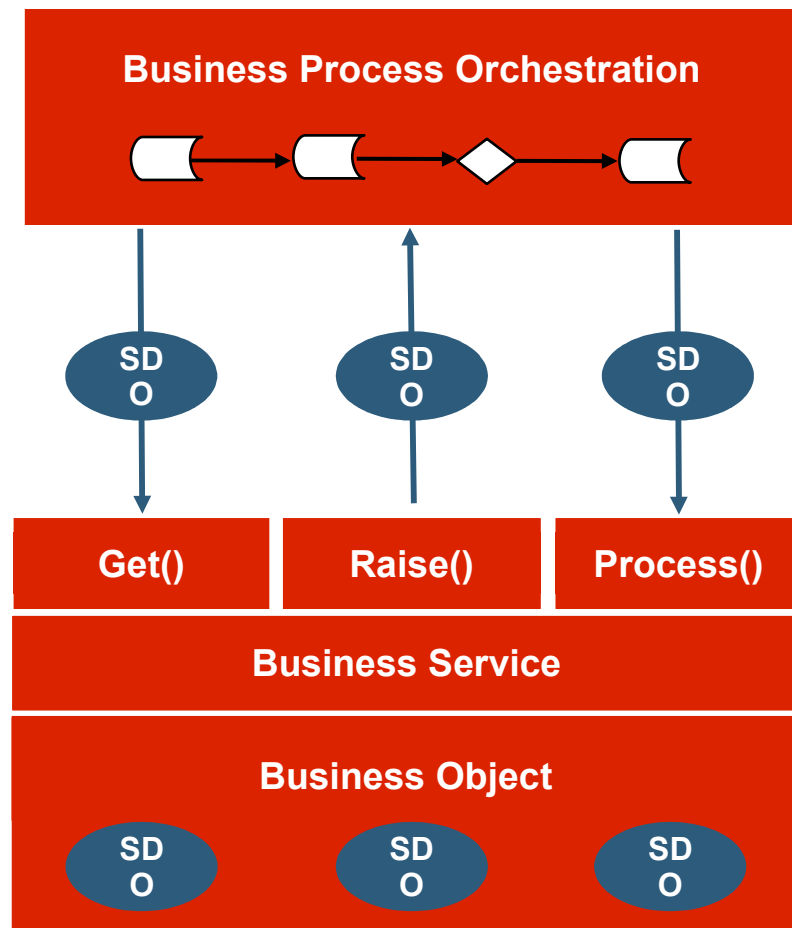 Business Process Orchestration
SD
O
SD
O
SD
O
Get()
Raise()
Process()
Business Service
Business Object
SD
O
SD
O
SD
O